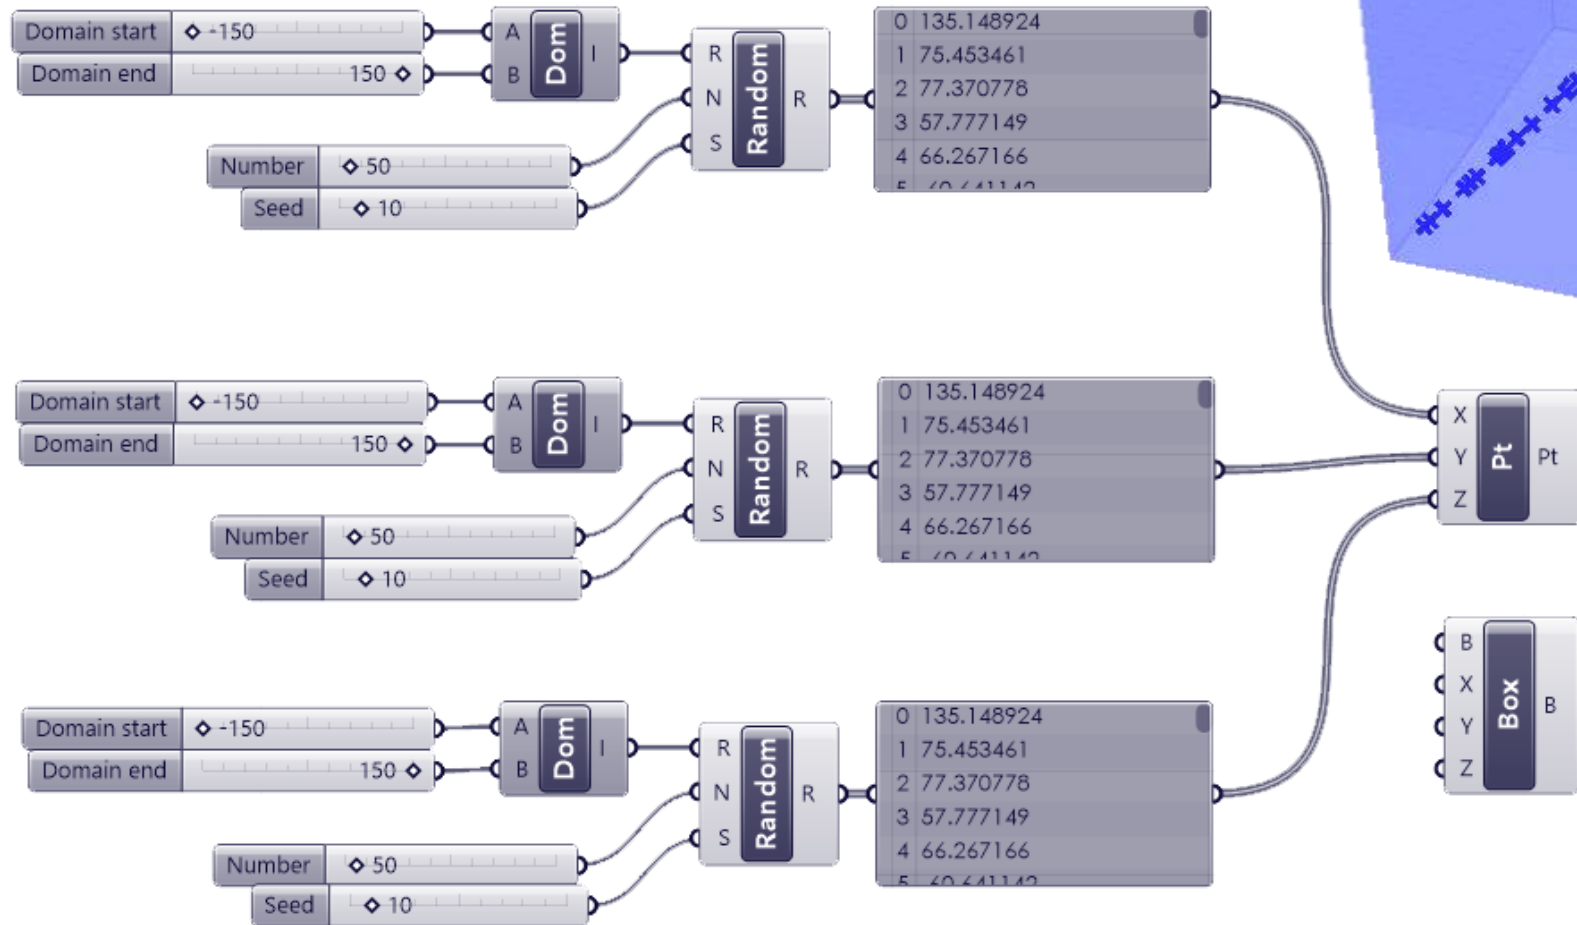 Domain start -150
Domain end 150
A
B
Dom
I
R
N
S
Random
R
0 135.148924
1 75.453461
2 77.370778
3 57.777149
4 66.267166
Number 50
Seed 10
Domain start -150
Domain end 150
A
B
Dom
I
R
N
S
Random
R
0 135.148924
1 75.453461
2 77.370778
3 57.777149
4 66.267166
Number 50
Seed 10
X
Y
Z
Pt
Pt
B
X
Y
Z
Box
B
Domain start -150
Domain end 150
A
B
Dom
I
R
N
S
Random
R
0 135.148924
1 75.453461
2 77.370778
3 57.777149
4 66.267166
Number 50
Seed 10